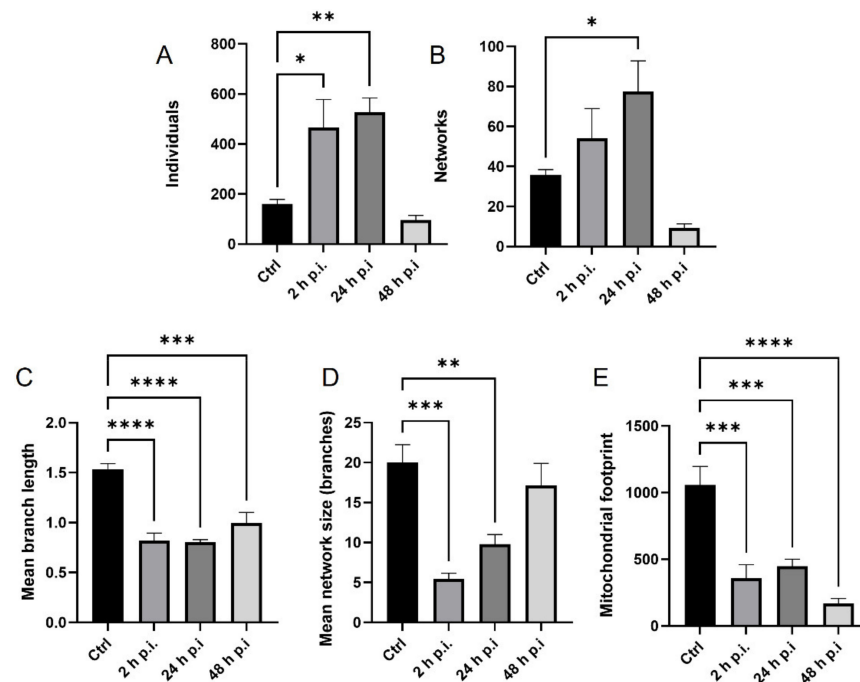 A
Individuals
800
600
400
200
0
**
*
Ctrl
2 h p.i.
24 h p.i
48 h p.i
B
Networks
100
80
60
40
20
0
*
Ctrl
2 h p.i.
24 h p.i
48 h p.i
C
Mean branch length
2.0
1.5
1.0
0.5
0.0
***
****
****
Ctrl
2 h p.i.
24 h p.i
48 h p.i
D
Mean network size (branches)
25
20
15
10
5
0
**
***
Ctrl
2 h p.i.
24 h p.i
48 h p.i
E
Mitochondrial footprint
1500
1000
500
0
****
***
***
Ctrl
2 h p.i.
24 h p.i
48 h p.i